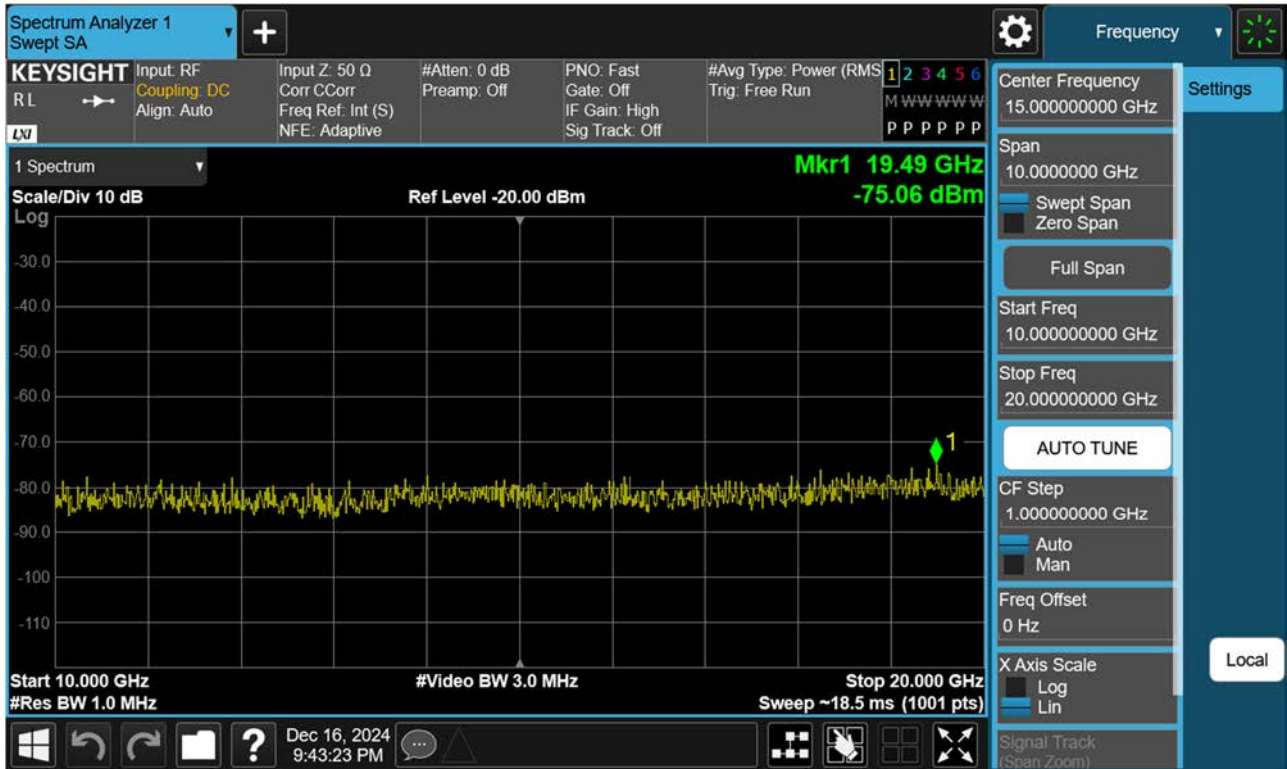 Spectrum Analyzer 1
Swept SA
Frequency
KEYSIGHT
R L
LXI
Input: RF
Coupling: DC
Align: Auto
Input Z: 50 Ω
Corr CCorr
Freq Ref: Int (S)
NFE: Adaptive
#Atten: 0 dB
Preamp: Off
PNO: Fast
Gate: Off
IF Gain: High
Sig Track: Off
#Avg Type: Power (RMS
Trig: Free Run
1 2 3 4 5 6
M W W W W W
P P P P P P
1 Spectrum
Scale/Div 10 dB
Ref Level -20.00 dBm
Mkr1 19.49 GHz
-75.06 dBm
Log
-30.0
-40.0
-50.0
-60.0
-70.0
-80.0
-90.0
-100
-110
1
Start 10.000 GHz
#Res BW 1.0 MHz
#Video BW 3.0 MHz
Stop 20.000 GHz
Sweep ~18.5 ms (1001 pts)
Center Frequency
15.000000000 GHz
Settings
Span
10.0000000 GHz
Swept Span
Zero Span
Full Span
Start Freq
10.000000000 GHz
Stop Freq
20.000000000 GHz
AUTO TUNE
CF Step
1.000000000 GHz
Auto
Man
Freq Offset
0 Hz
X Axis Scale
Log
Lin
Local
Signal Track
(Span Zoom)
?
Dec 16, 2024
9:43:23 PM